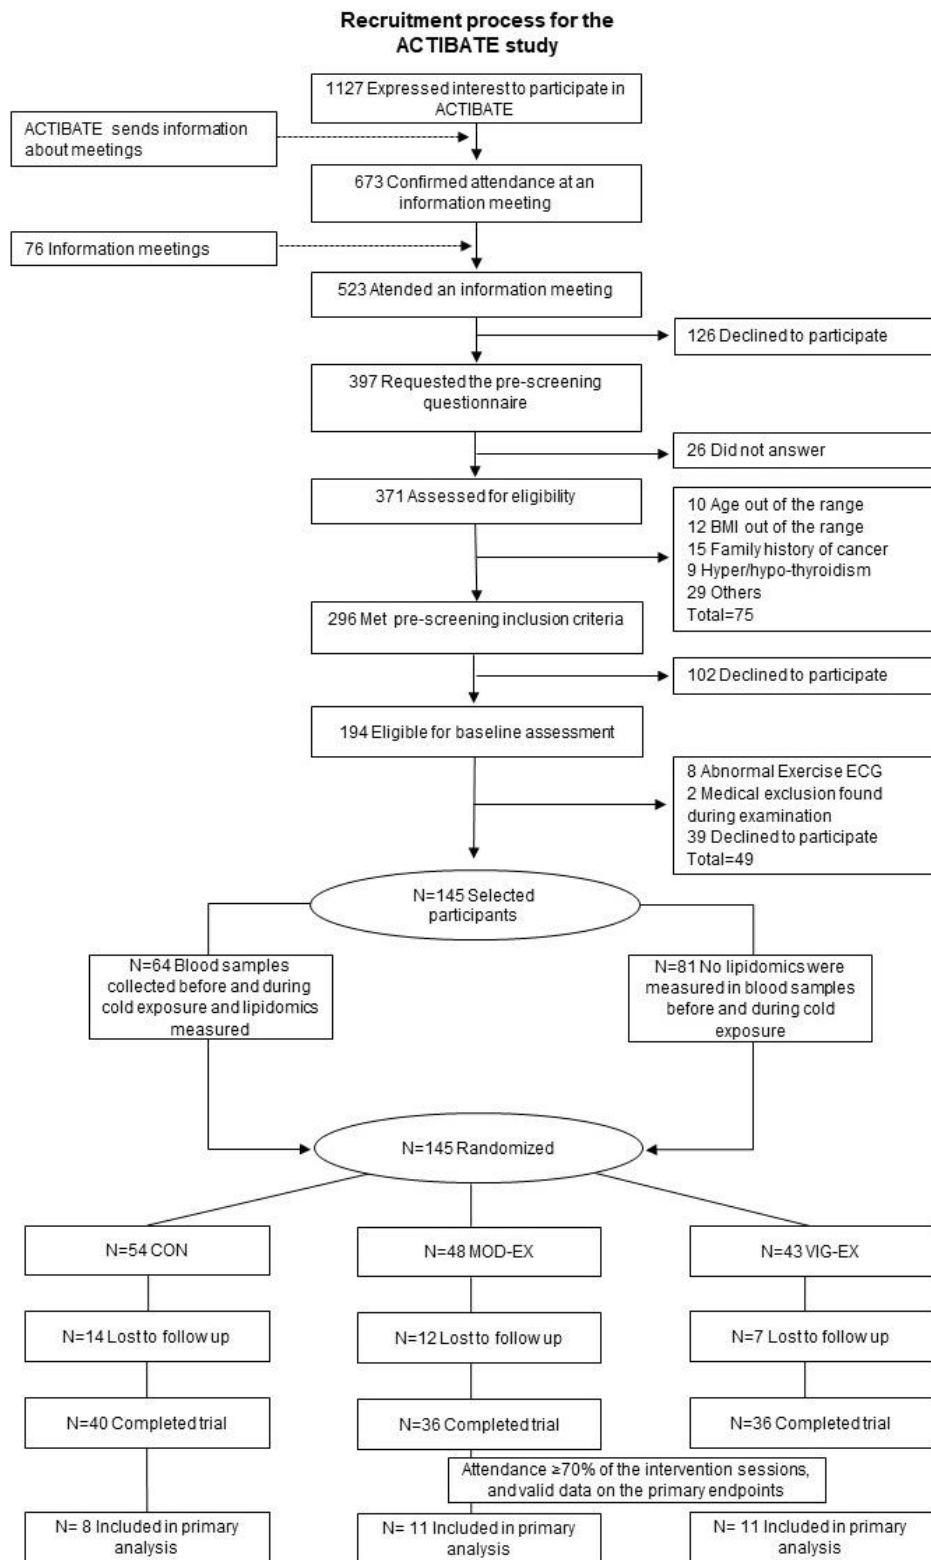 Recruitment process for the
ACTIBATE study
1127 Expressed interest to participate in
ACTIBATE
ACTIBATE sends information
about meetings
673 Confirmed attendance at an
information meeting
76 Information meetings
523 Atended an information meeting
126 Declined to participate
397 Requested the pre-screening
questionnaire
26 Did not answer
371 Assessed for eligibility
10 Age out of the range
12 BMI out of the range
15 Family history of cancer
9 Hyper/hypo-thyroidism
29 Others
Total=75
296 Met pre-screening inclusion criteria
102 Declined to participate
194 Eligible for baseline assessment
8 Abnormal Exercise ECG
2 Medical exclusion found
during examination
39 Declined to participate
Total=49
N=145 Selected
participants
N=64 Blood samples
collected before and during
cold exposure and lipidomics
measured
N=81 No lipidomics were
measured in blood samples
before and during cold
exposure
N=145 Randomized
N=54 CON
N=48 MOD-EX
N=43 VIG-EX
N=14 Lost to follow up
N=12 Lost to follow up
N=7 Lost to follow up
N=40 Completed trial
N=36 Completed trial
N=36 Completed trial
Attendance ≥70% of the intervention sessions,
and valid data on the primary endpoints
N= 8 Included in primary
analysis
N= 11 Included in primary
analysis
N= 11 Included in primary
analysis